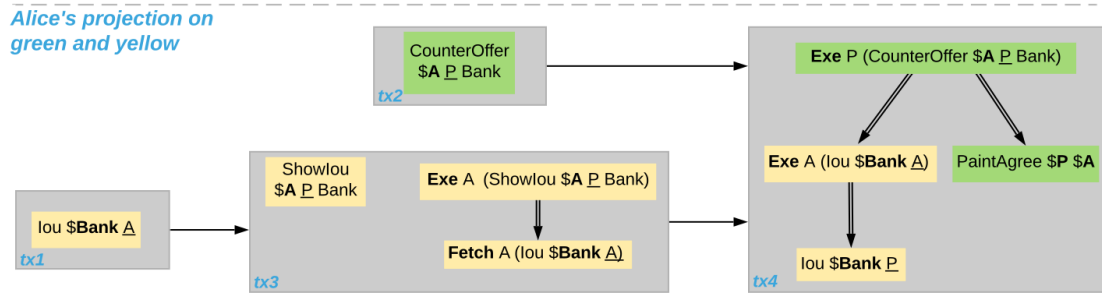 Alice's projection on
green and yellow
CounterOffer
$A P Bank
tx2
Exe P (CounterOffer $A P Bank)
Exe A (Iou $Bank A)
PaintAgree $P $A
Iou $Bank P
tx4
ShowIou
$A P Bank
Exe A (ShowIou $A P Bank)
Fetch A (Iou $Bank A)
tx3
Iou $Bank A
tx1